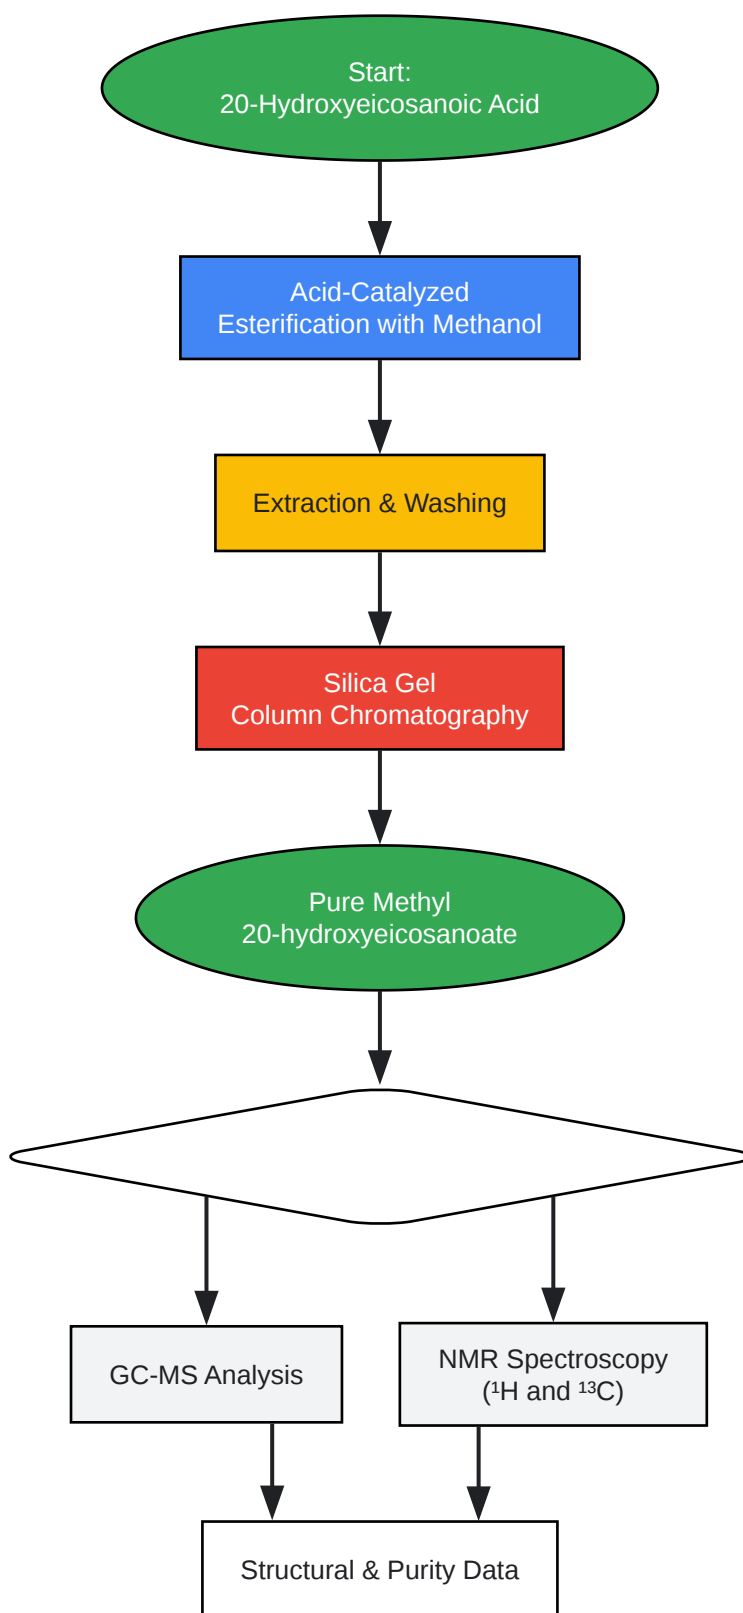 Start:
20-Hydroxyeicosanoic Acid
Acid-Catalyzed
Esterification with Methanol
Extraction & Washing
Silica Gel
Column Chromatography
Pure Methyl
20-hydroxyeicosanoate
GC-MS Analysis
NMR Spectroscopy
(¹H and ¹³C)
Structural & Purity Data